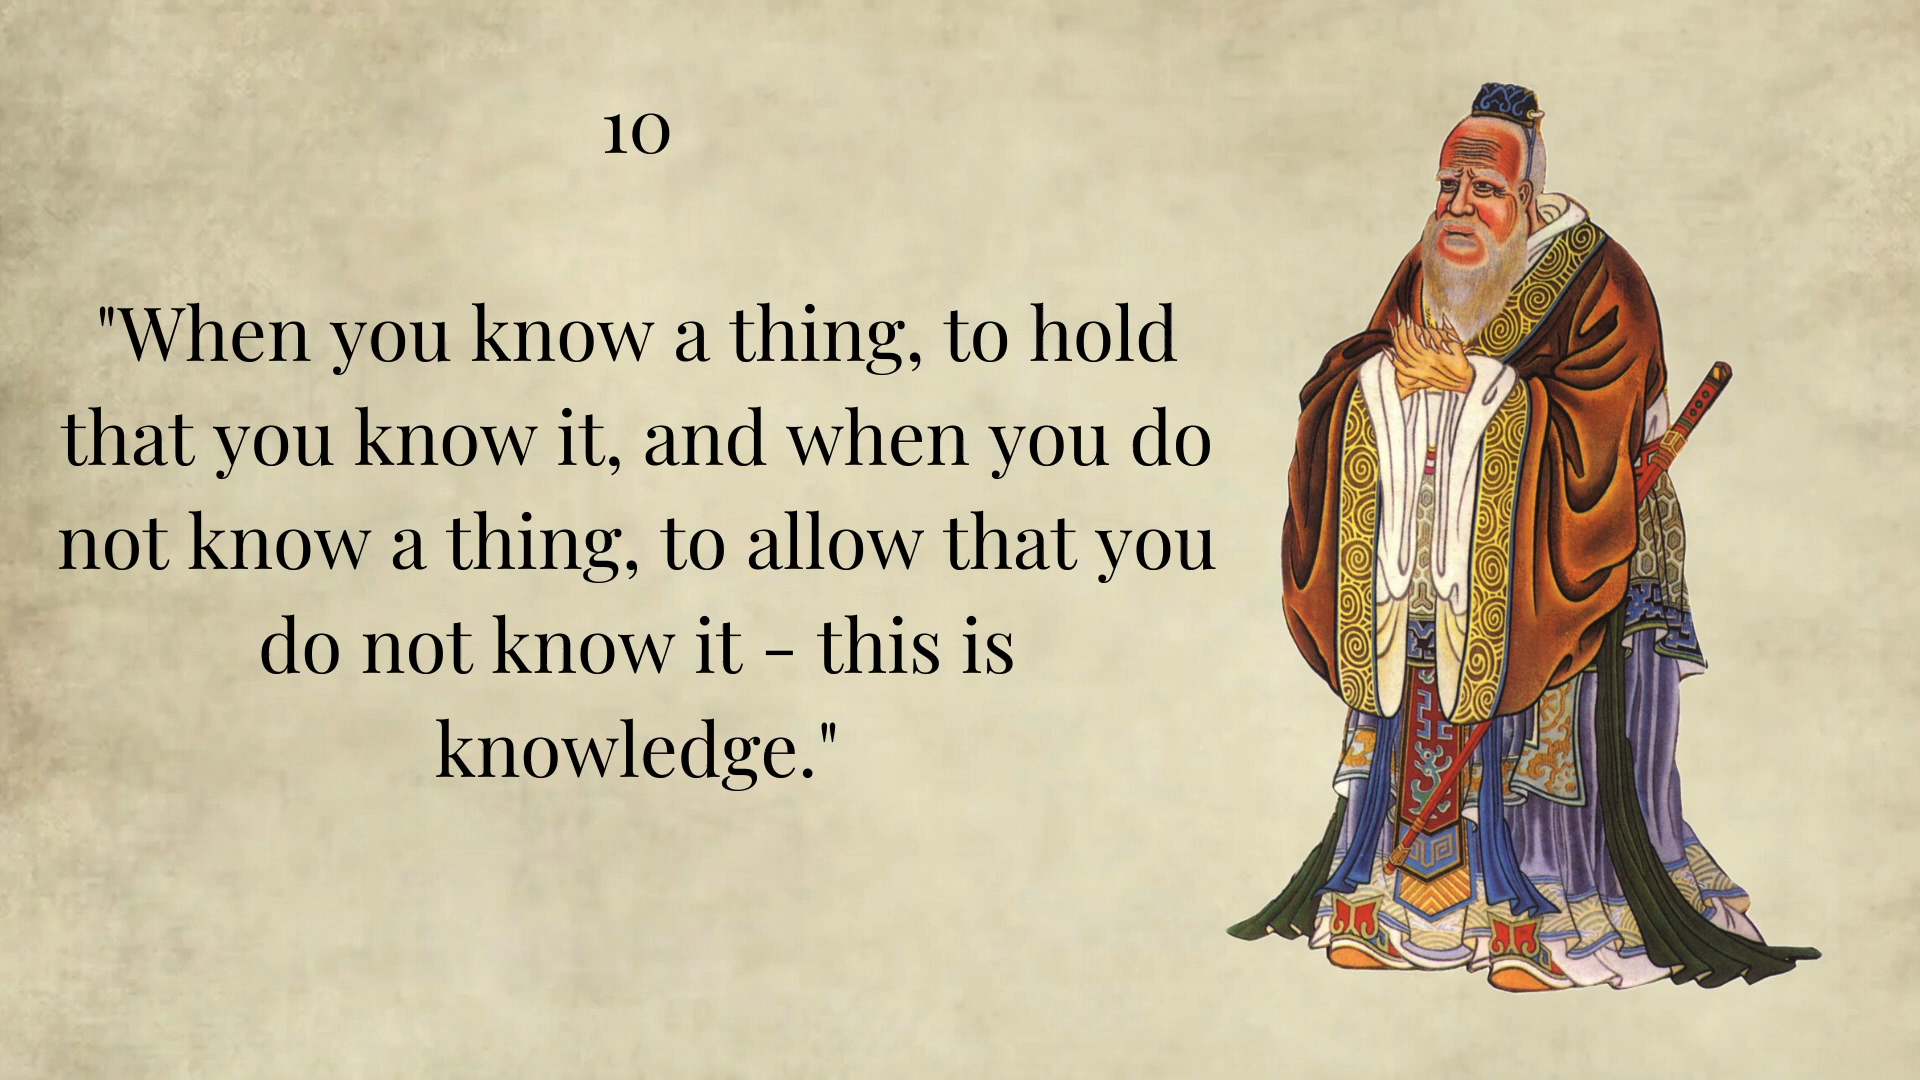 10
"When you know a thing, to hold
that you know it, and when you do
not know a thing, to allow that you
do not know it - this is
knowledge."